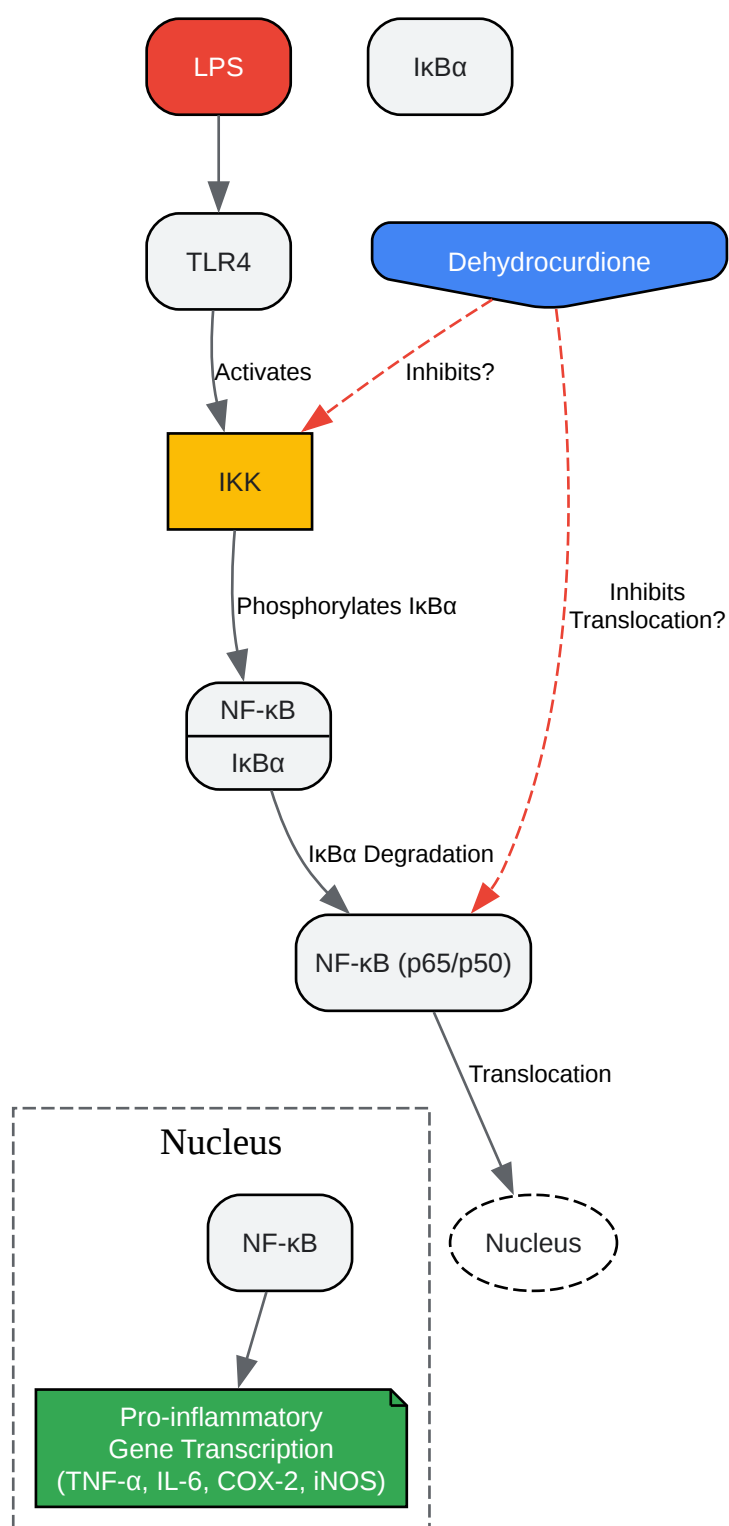 LPS
IκBα
TLR4
Dehydrocurdione
Activates
Inhibits?
IKK
Inhibits
Translocation?
Phosphorylates IκBα
NF-κB
IκBα
IκBα Degradation
NF-κB (p65/p50)
Translocation
Nucleus
NF-κB
Nucleus
Pro-inflammatory
Gene Transcription
(TNF-α, IL-6, COX-2, iNOS)